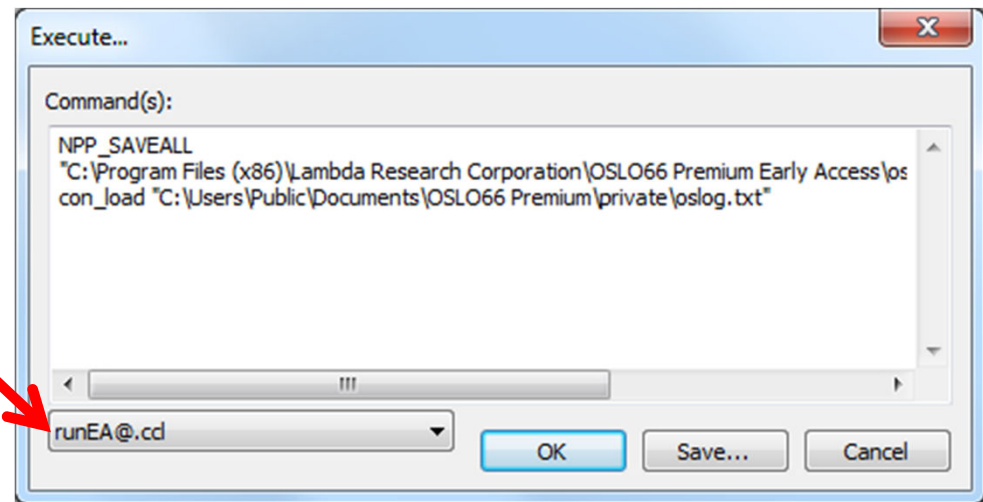 Execute...
Command(s):
NPP_SAVEALL
"C:\Program Files (x86)\Lambda Research Corporation\OSLO66 Premium Early Access\os
con_load "C:\Users\Public\Documents\OSLO66 Premium\private\oslog.txt"
runEA@.ccl
OK
Save...
Cancel